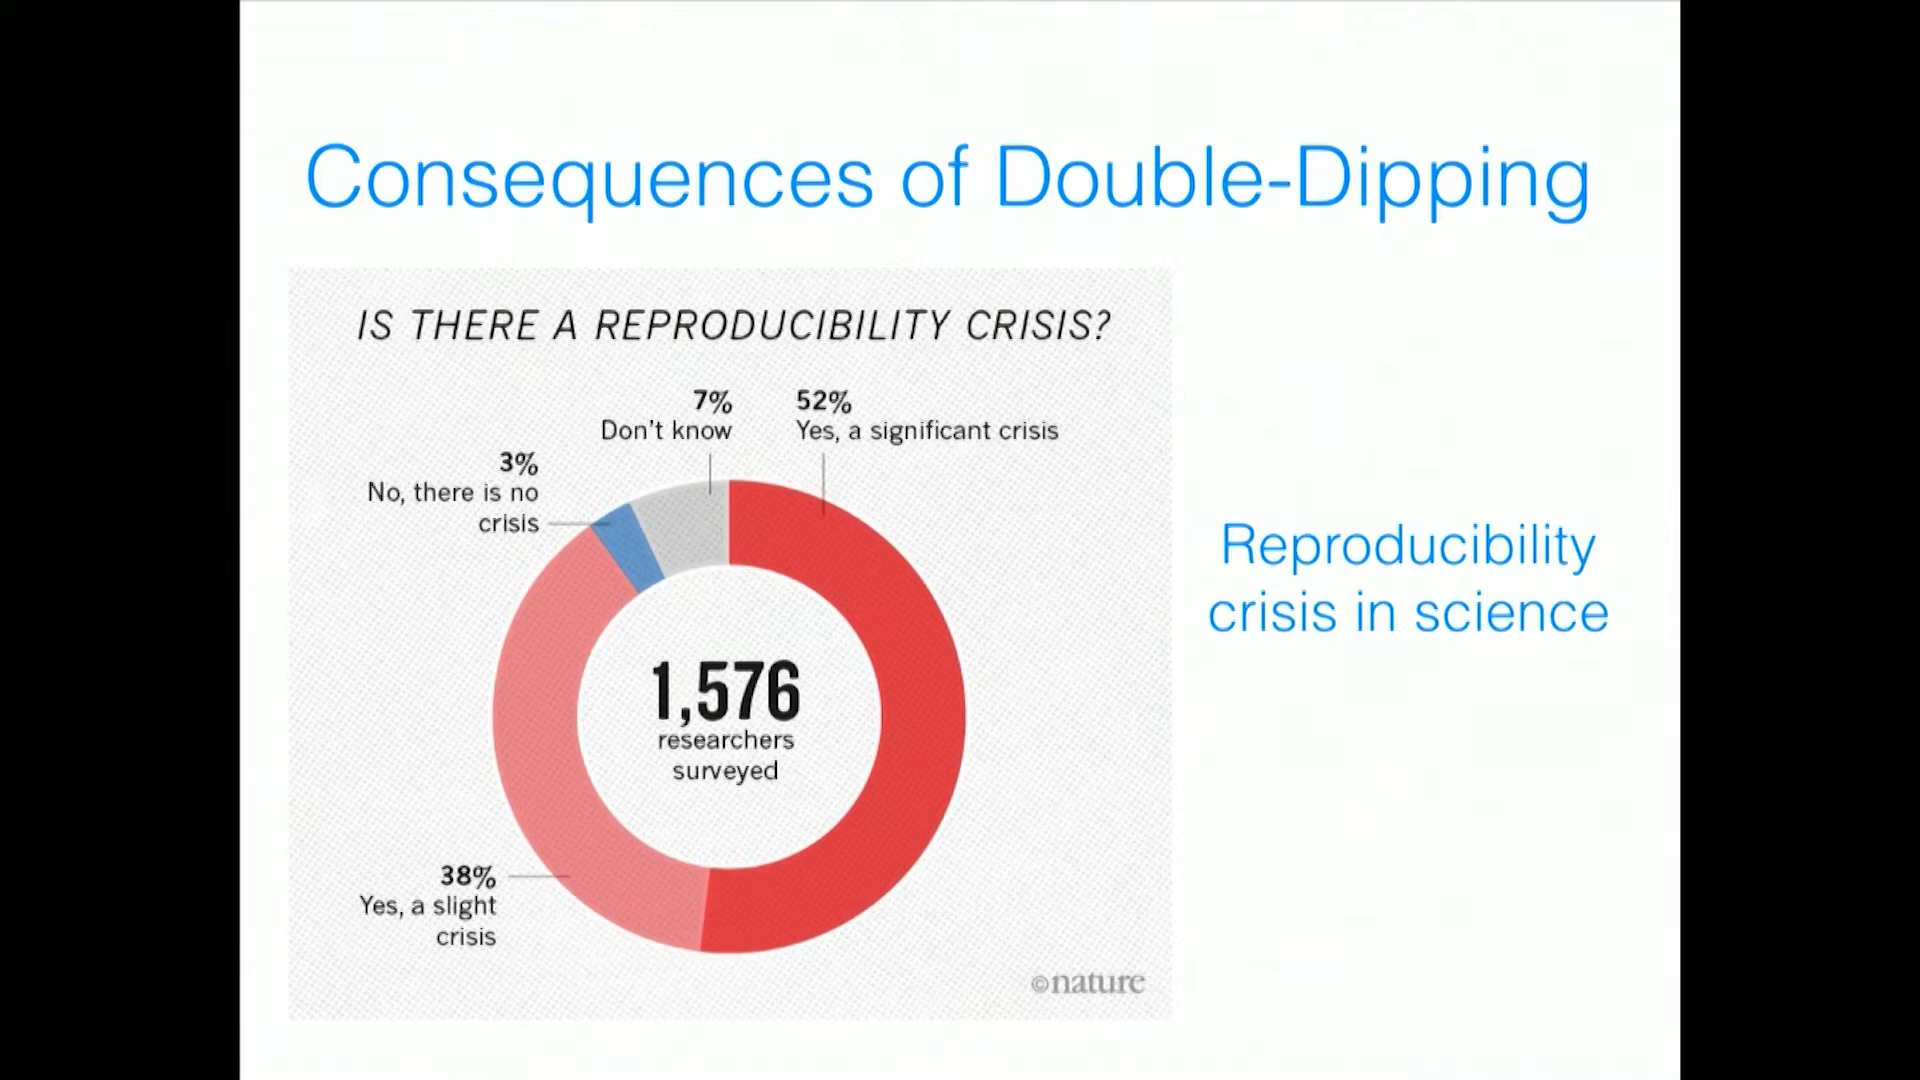 Consequences of Double-Dipping
IS THERE A REPRODUCIBILITY CRISIS?
7%
Don't know
52%
Yes, a significant crisis
3%
No, there is no
crisis
1,576
researchers
surveyed
38%
Yes, a slight
crisis
©nature
Reproducibility
crisis in science